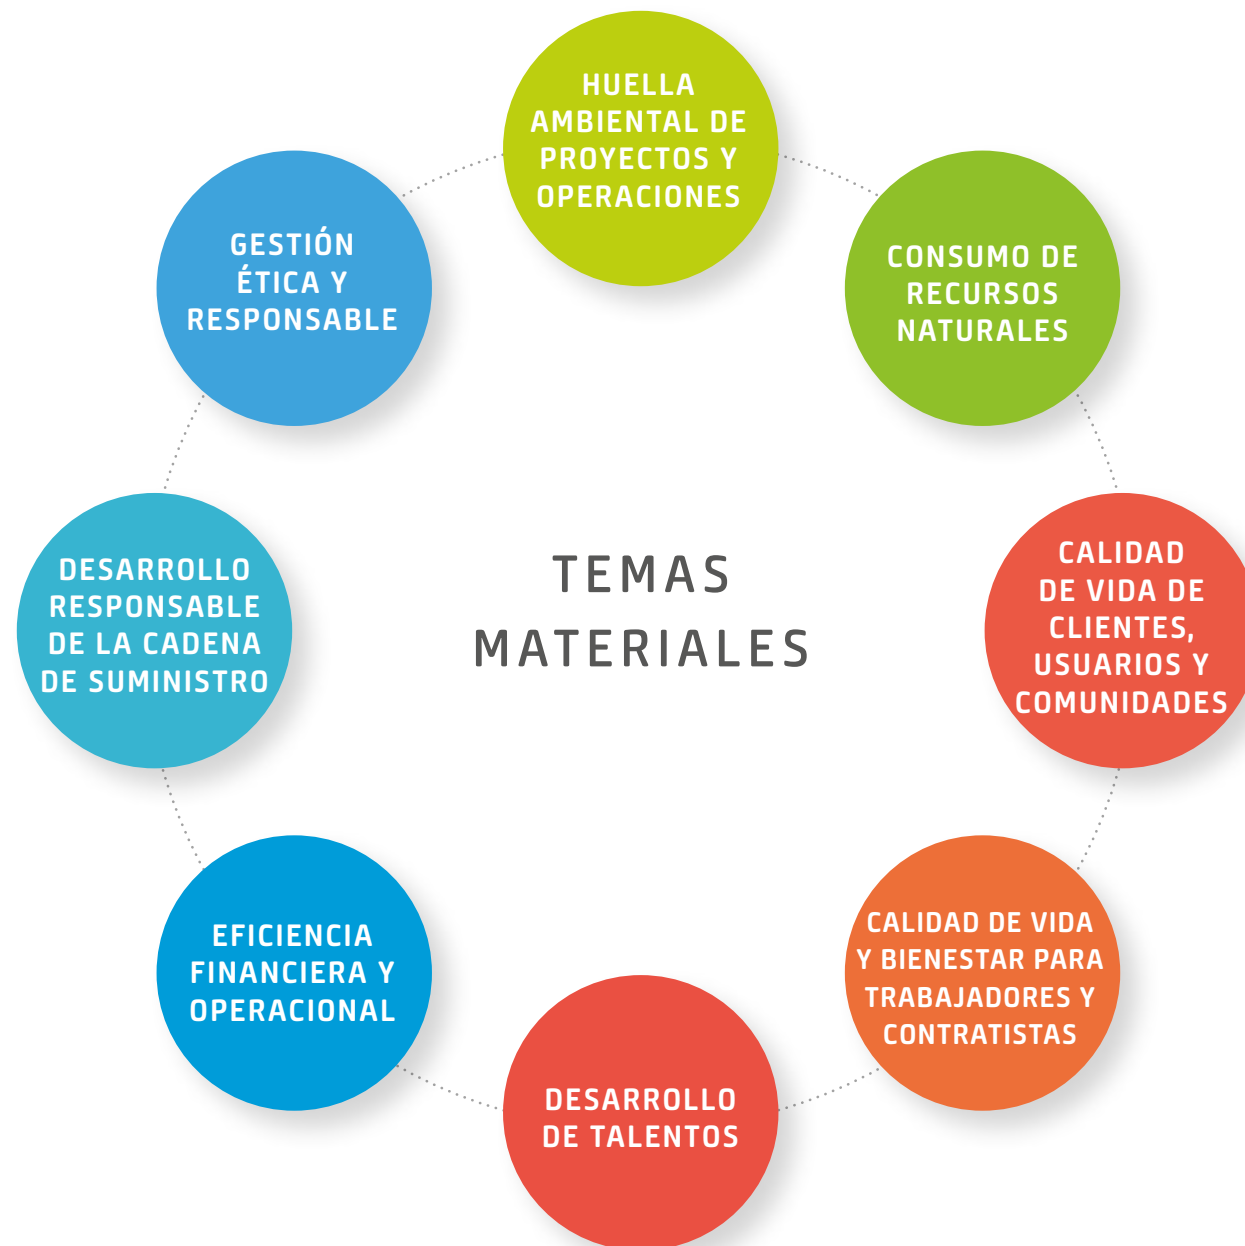 HUELLA
AMBIENTAL DE
PROYECTOS Y
OPERACIONES
CONSUMO DE
RECURSOS
NATURALES
CALIDAD
DE VIDA DE
CLIENTES,
USUARIOS Y
COMUNIDADES
CALIDAD DE VIDA
Y BIENESTAR PARA
TRABAJADORES Y
CONTRATISTAS
DESARROLLO
DE TALENTOS
EFICIENCIA
FINANCIERA Y
OPERACIONAL
DESARROLLO
RESPONSABLE
DE LA CADENA
DE SUMINISTRO
GESTIÓN
ÉTICA Y
RESPONSABLE
TEMAS
MATERIALES